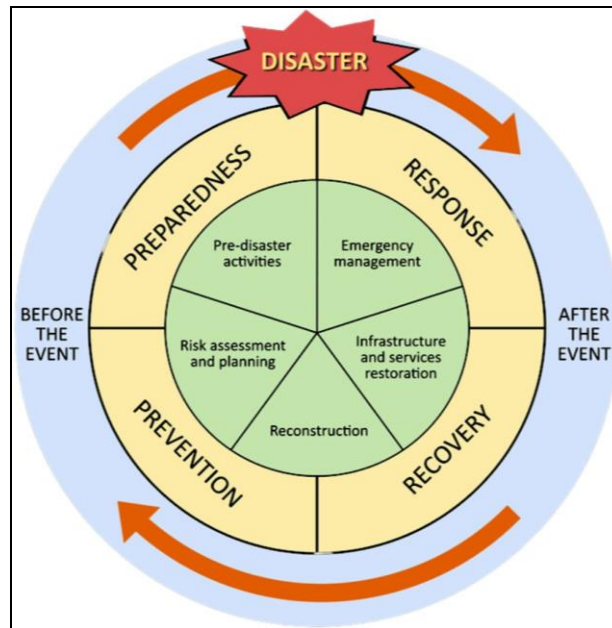 DISASTER
PREPAREDNESS
RESPONSE
Pre-disaster
activities
Emergency
management
BEFORE
THE
EVENT
AFTER
THE
EVENT
Risk assessment
and planning
Infrastructure
and services
restoration
Reconstruction
PREVENTION
RECOVERY